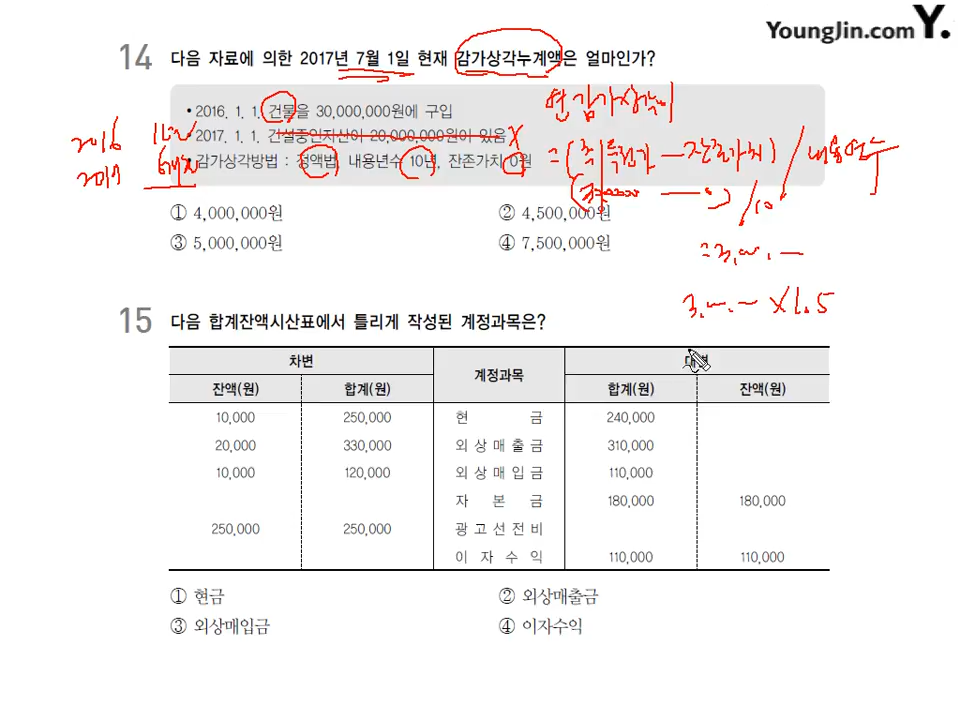 YoungJin.com Y.
14 다음 자료에 의한 2017년 7월 1일 현재 감가상각누계액은 얼마인가?
연 감가상각비
• 2016. 1. 1. 건물을 30,000,000원에 구입
2016 1년
• 2017. 1. 1. 건설중인자산이 20,000,000원이 있음 X
2017 6개월
• 감가상각방법 : 정액법, 내용년수 10년, 잔존가치 0원
= (취득원가 — 잔존가치) / 내용연수
① 4,000,000원
② 4,500,000원
/10
③ 5,000,000원
④ 7,500,000원
X 1.5
15 다음 합계잔액시산표에서 틀리게 작성된 계정과목은?
차변 계정과목 대변
잔액(원) 합계(원) 합계(원) 잔액(원)
10,000 250,000 현 금 240,000
20,000 330,000 외 상 매 출 금 310,000
10,000 120,000 외 상 매 입 금 110,000
자 본 금 180,000 180,000
250,000 250,000 광 고 선 전 비
이 자 수 익 110,000 110,000
① 현금
② 외상매출금
③ 외상매입금
④ 이자수익